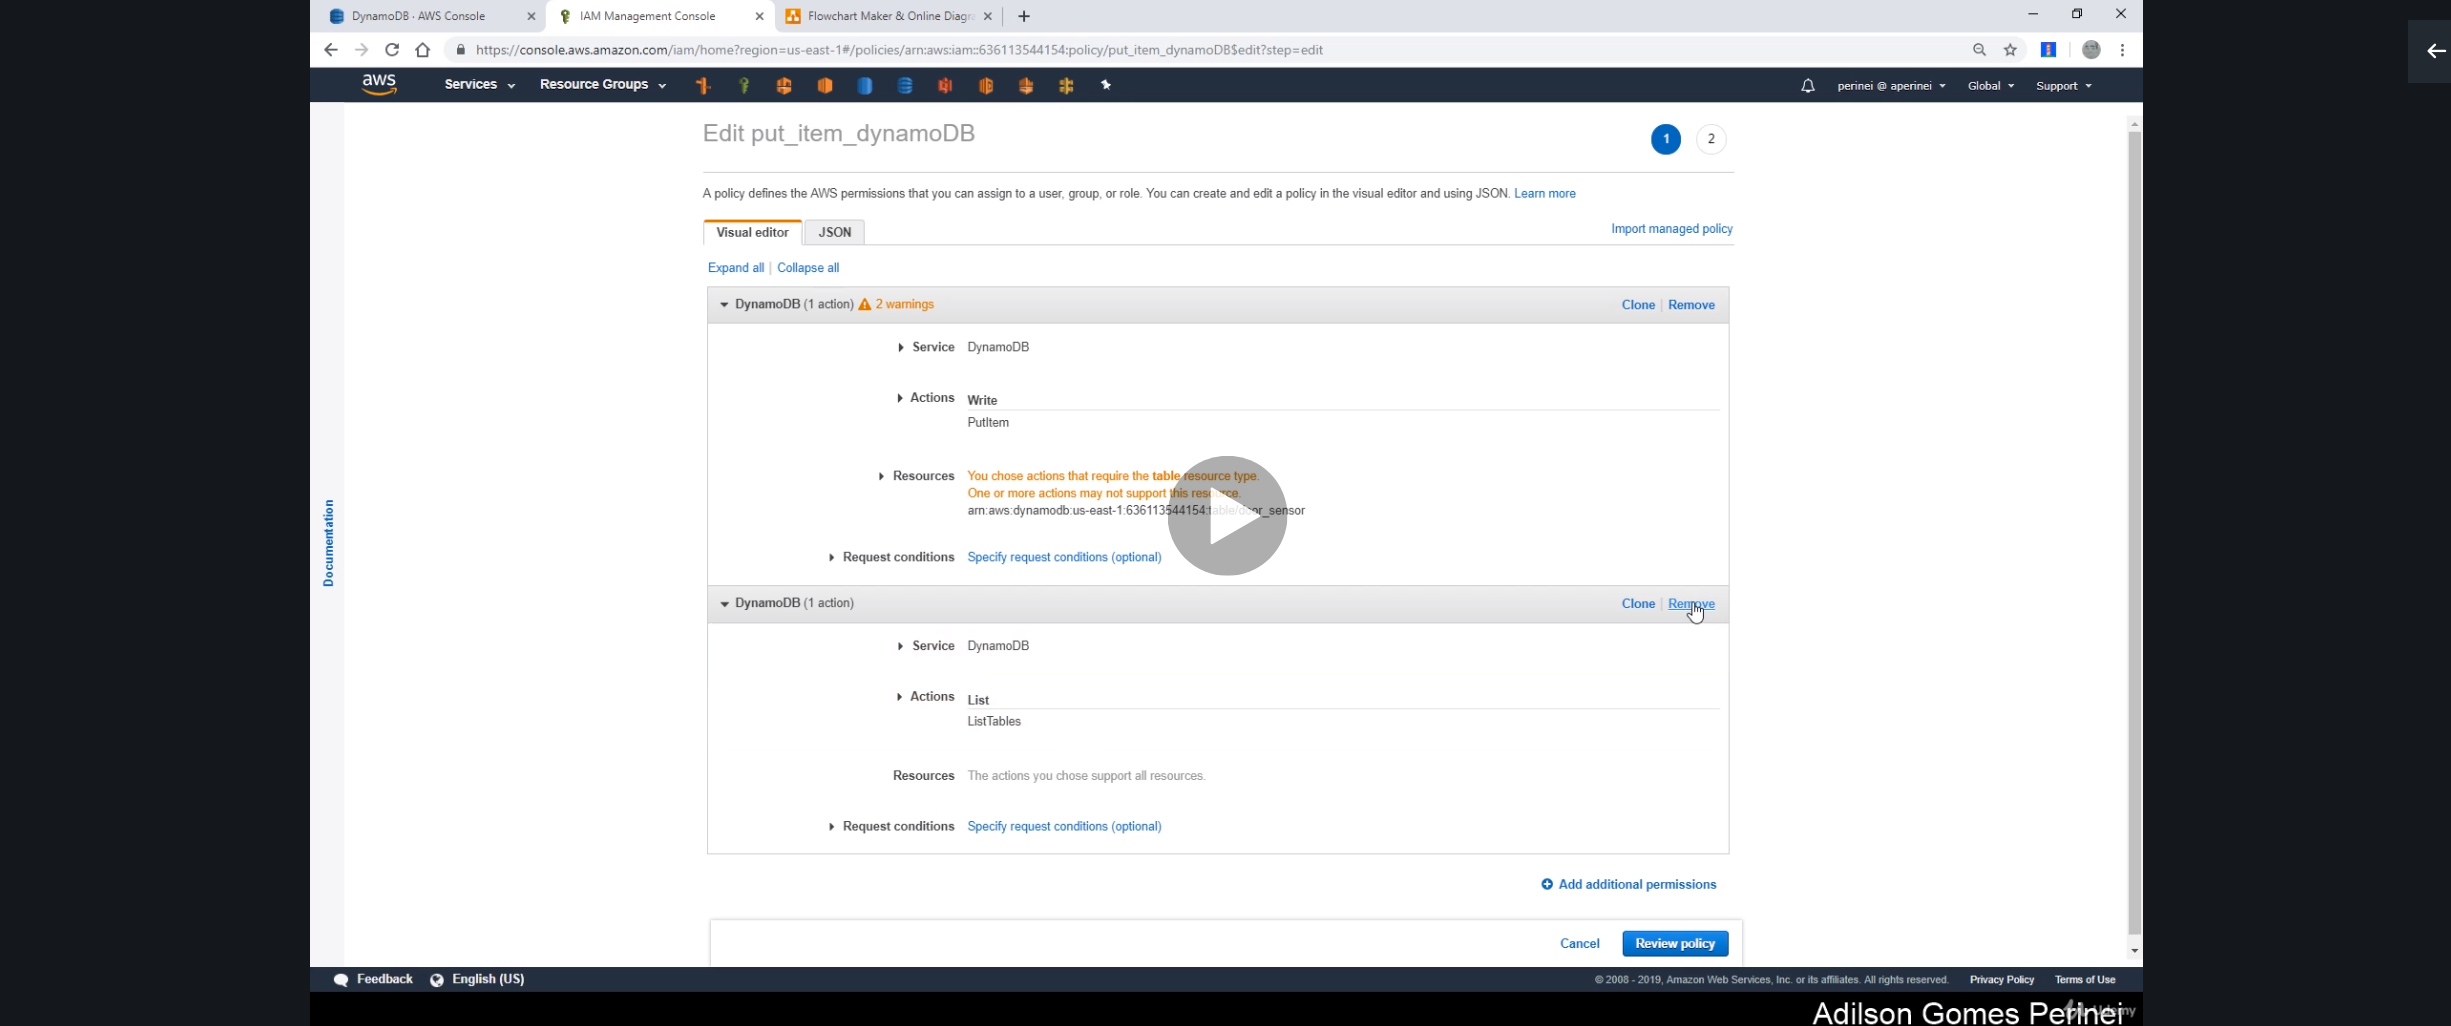 DynamoDB · AWS Console
IAM Management Console
Flowchart Maker & Online Diagra
https://console.aws.amazon.com/iam/home?region=us-east-1#/policies/arn:aws:iam::636113544154:policy/put_item_dynamoDB$edit?step=edit
aws Services Resource Groups perinei @ aperinei Global Support
Edit put_item_dynamoDB
1 2
A policy defines the AWS permissions that you can assign to a user, group, or role. You can create and edit a policy in the visual editor and using JSON. Learn more
Visual editor JSON Import managed policy
Expand all | Collapse all
DynamoDB (1 action) 2 warnings Clone | Remove
Service DynamoDB
Actions Write
PutItem
Resources You chose actions that require the table resource type.
One or more actions may not support this resource.
arn:aws:dynamodb:us-east-1:636113544154:table/door_sensor
Request conditions Specify request conditions (optional)
DynamoDB (1 action) Clone | Remove
Service DynamoDB
Actions List
ListTables
Resources The actions you chose support all resources.
Request conditions Specify request conditions (optional)
Add additional permissions
Cancel Review policy
Documentation
Feedback English (US) © 2008 - 2019, Amazon Web Services, Inc. or its affiliates. All rights reserved. Privacy Policy Terms of Use
Adilson Gomes Perinei
Udemy